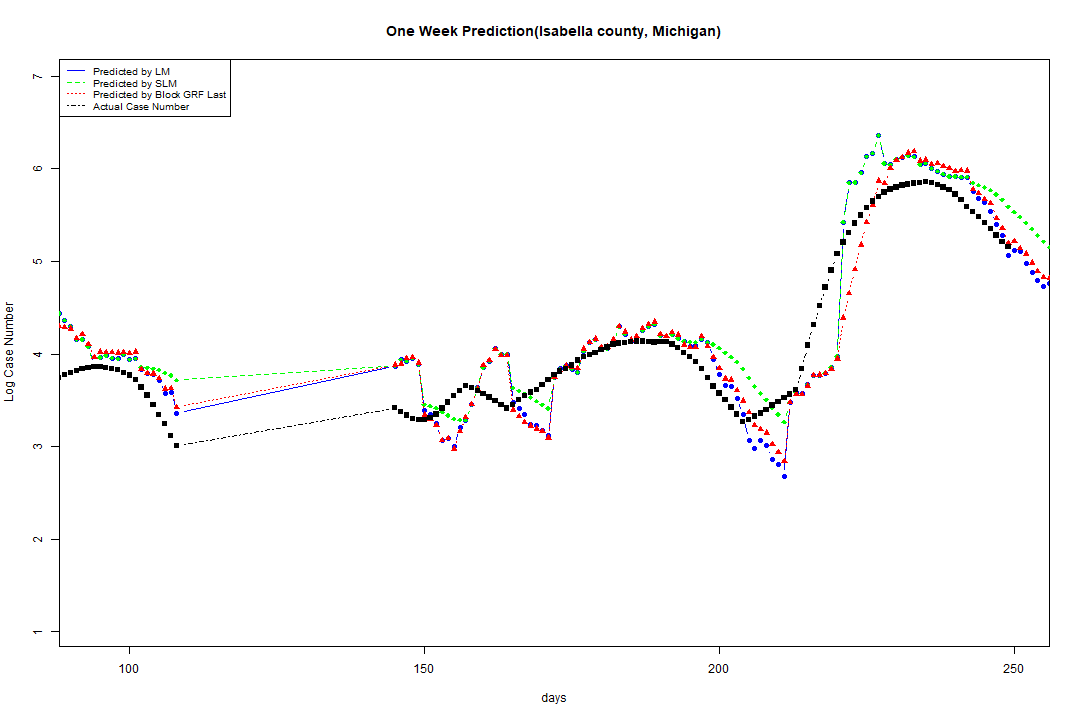 One Week Prediction(Isabella county, Michigan)
Predicted by LM
Predicted by SLM
Predicted by Block GRF Last
Actual Case Number
7
6
5
4
3
2
1
Log Case Number
100
150
200
250
days